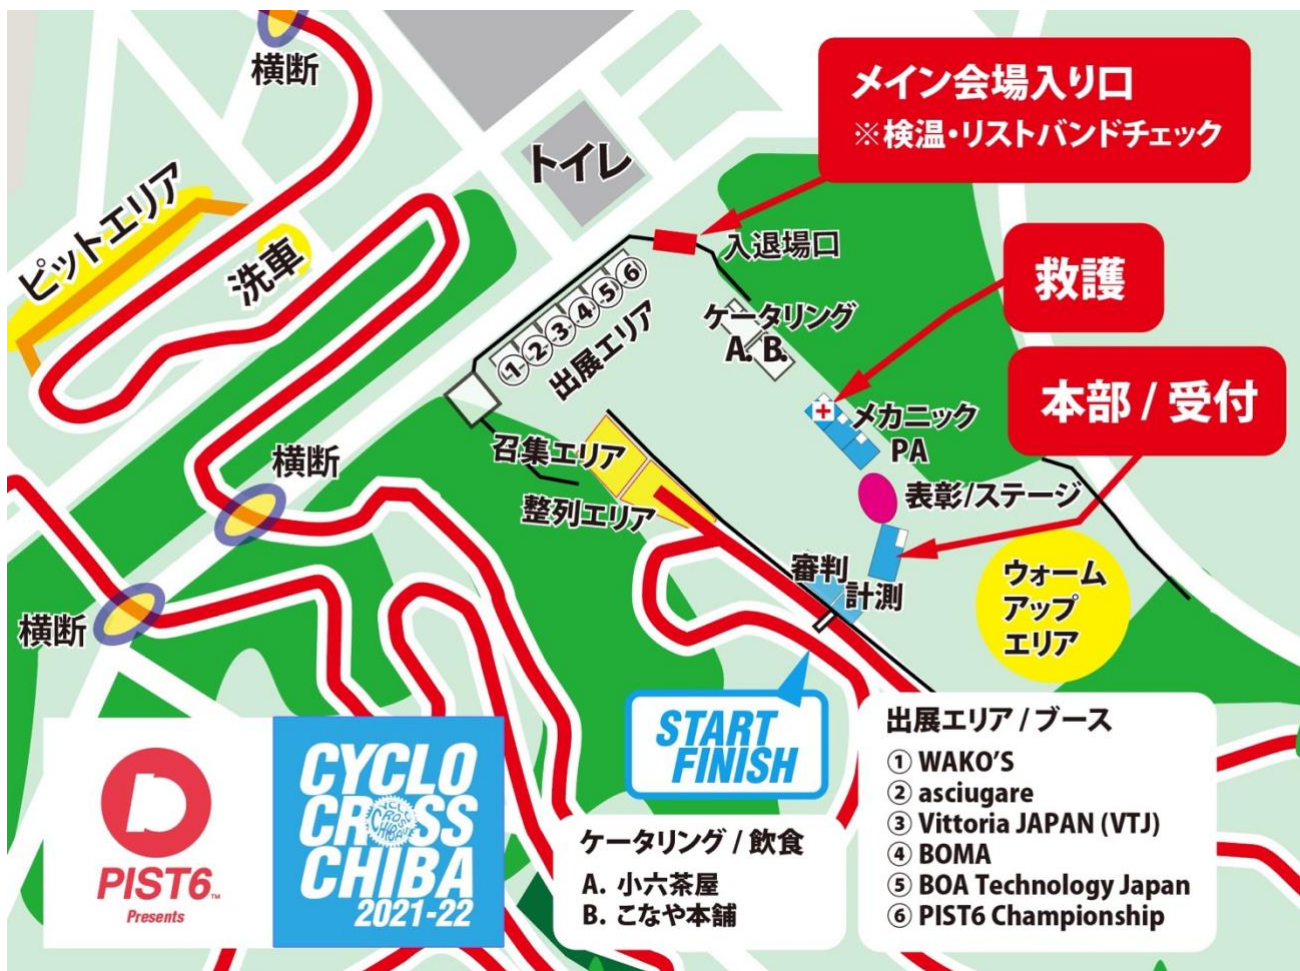 横断
メイン会場入り口
※検温・リストバンドチェック
トイレ
ピットエリア
洗車
入退場口
救護
①②③④⑤⑥
出展エリア
ケータリング
A. B.
本部 / 受付
メカニック
PA
召集エリア
横断
整列エリア
表彰/ステージ
審判
計測
ウォーム
アップ
エリア
横断
START
FINISH
PIST6™
Presents
CYCLO
CROSS
CHIBA
2021-22
CYCLO CROSS CHIBA
ケータリング / 飲食
A. 小六茶屋
B. こなや本舗
出展エリア / ブース
① WAKO'S
② asciugare
③ Vittoria JAPAN (VTJ)
④ BOMA
⑤ BOA Technology Japan
⑥ PIST6 Championship